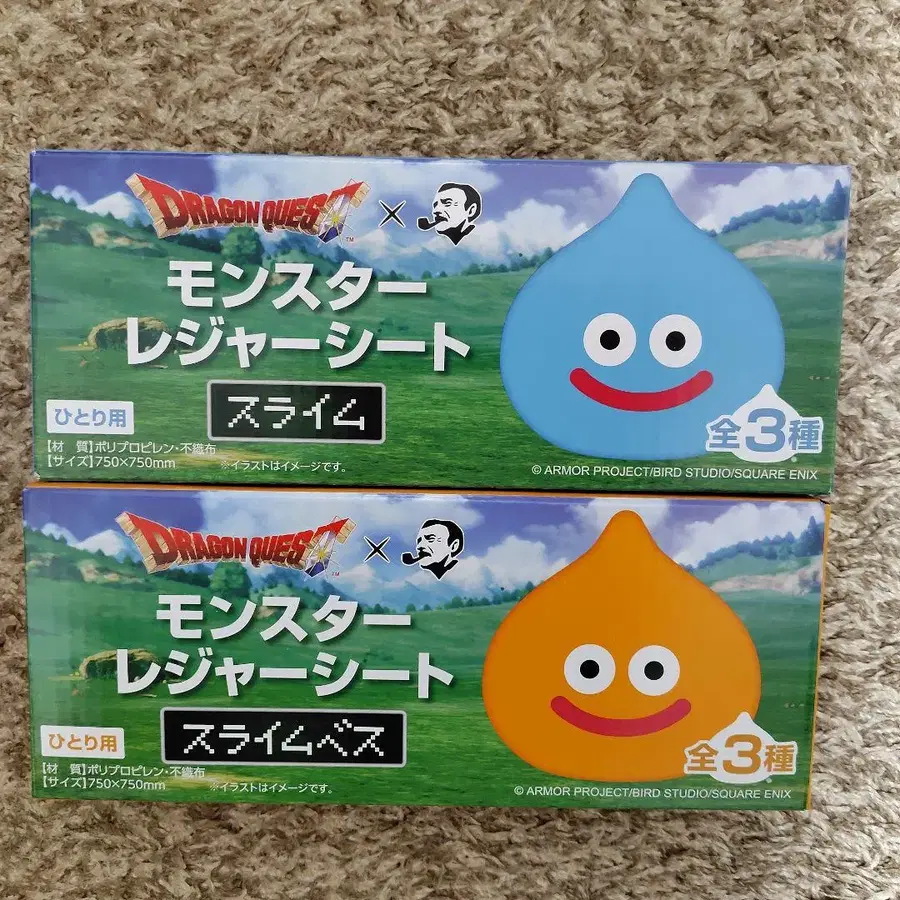 DRAGON QUEST™ ×
モンスター
レジャーシート
スライム
ひとり用
【材　質】ポリプロピレン・不織布
【サイズ】750×750mm
※イラストはイメージです。
全3種
© ARMOR PROJECT/BIRD STUDIO/SQUARE ENIX
DRAGON QUEST™ ×
モンスター
レジャーシート
スライムベス
ひとり用
【材　質】ポリプロピレン・不織布
【サイズ】750×750mm
※イラストはイメージです。
全3種
© ARMOR PROJECT/BIRD STUDIO/SQUARE ENIX